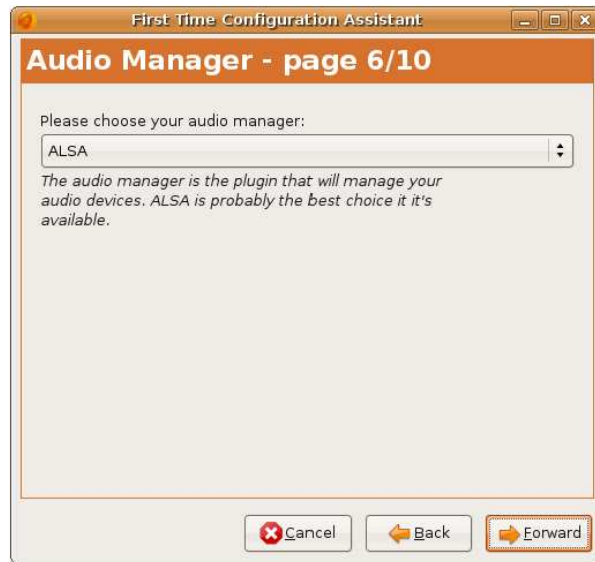 First Time Configuration Assistant
Audio Manager - page 6/10
Please choose your audio manager:
ALSA
The audio manager is the plugin that will manage your
audio devices. ALSA is probably the best choice it it's
available.
Cancel
Back
Forward